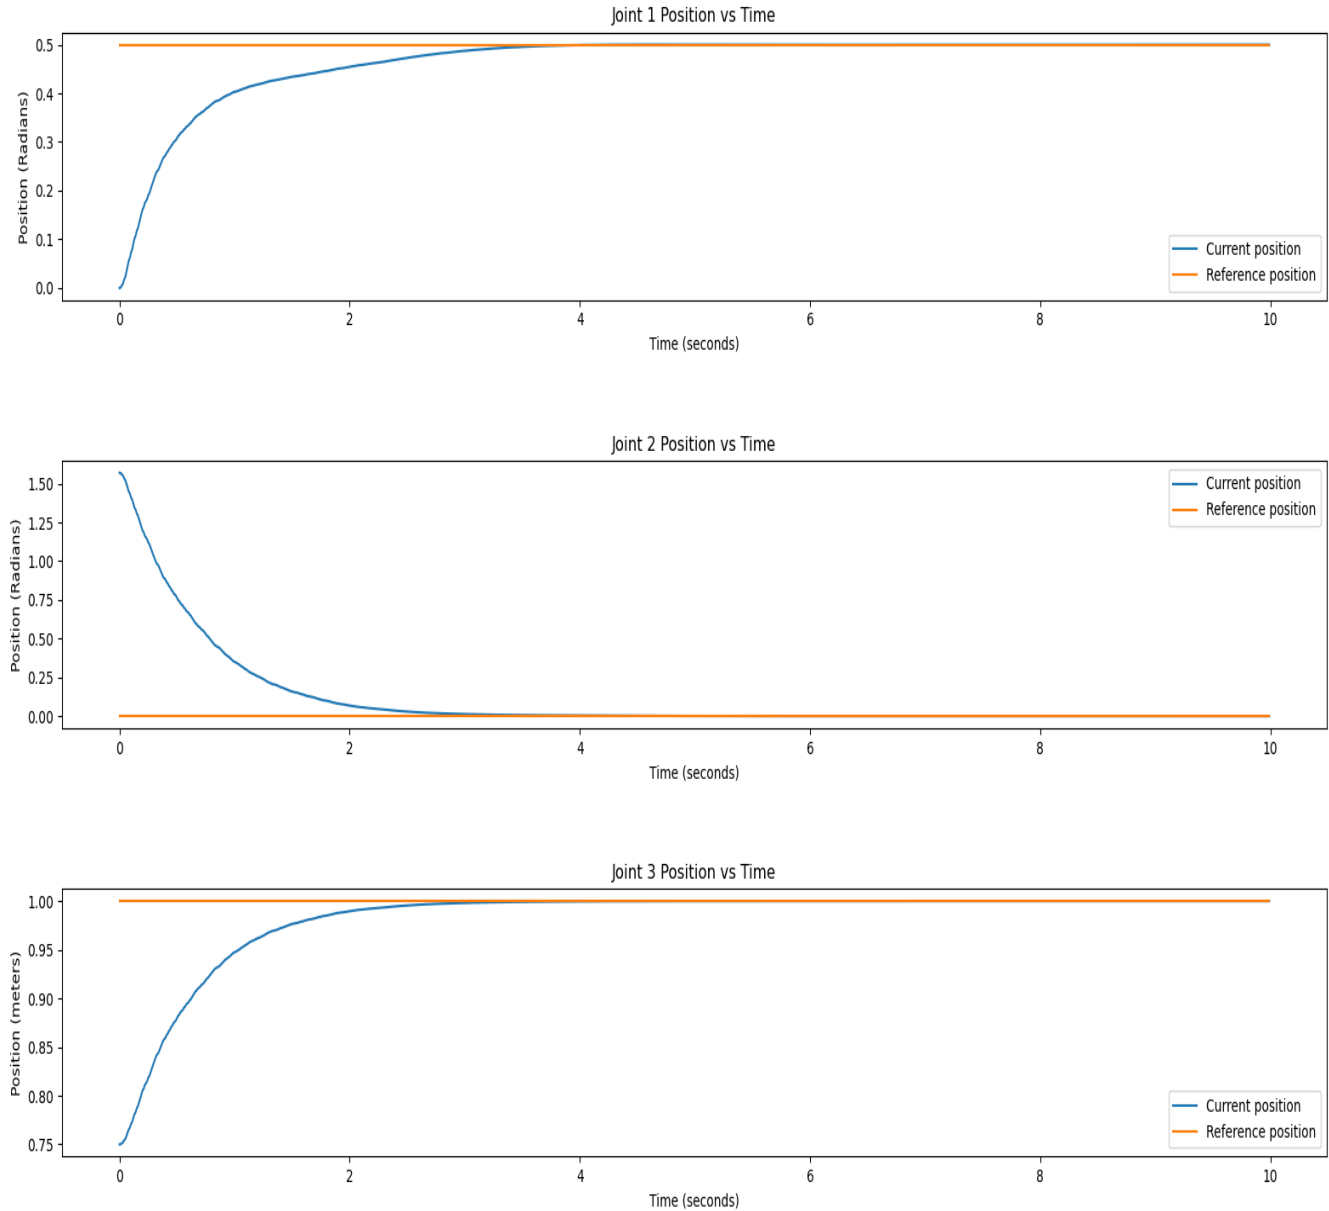 Joint 1 Position vs Time
0.5
0.4
0.3
0.2
0.1
0.0
Position (Radians)
Current position
Reference position
0 2 4 6 8 10
Time (seconds)
Joint 2 Position vs Time
1.50
1.25
1.00
0.75
0.50
0.25
0.00
Position (Radians)
Current position
Reference position
0 2 4 6 8 10
Time (seconds)
Joint 3 Position vs Time
1.00
0.95
0.90
0.85
0.80
0.75
Position (meters)
Current position
Reference position
0 2 4 6 8 10
Time (seconds)